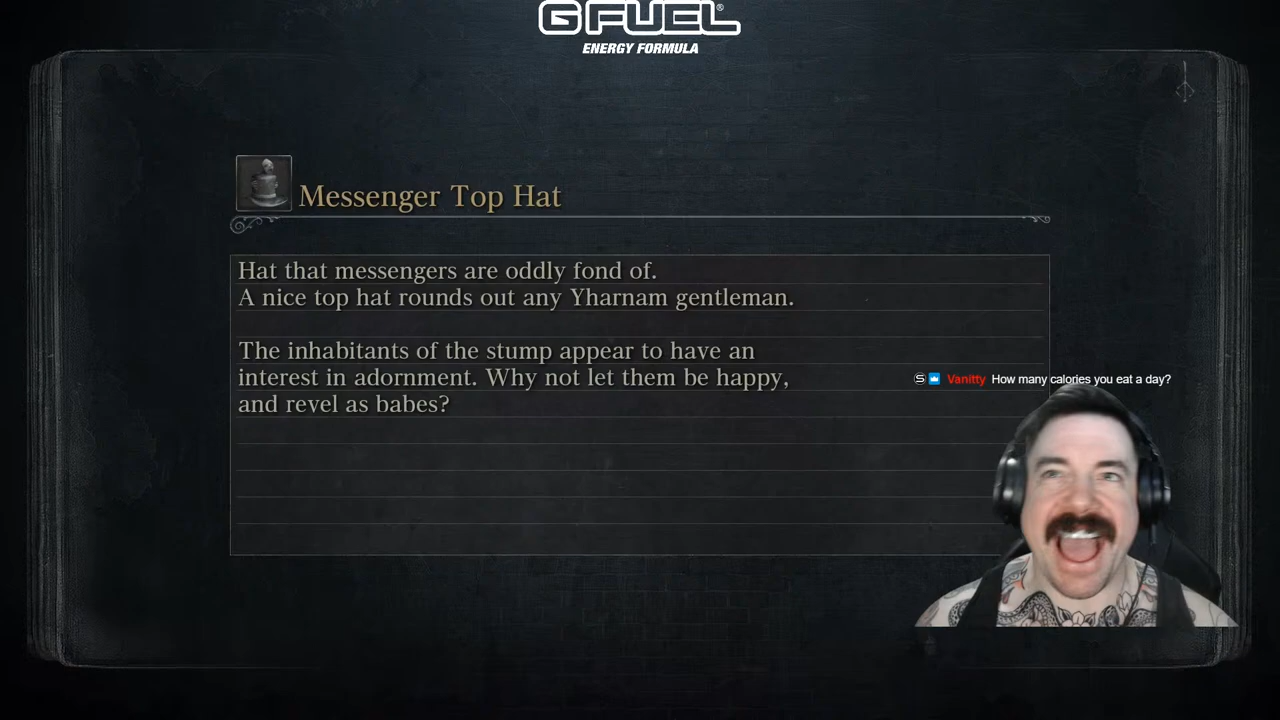 G FUEL®
ENERGY FORMULA
Messenger Top Hat
Hat that messengers are oddly fond of.
A nice top hat rounds out any Yharnam gentleman.
The inhabitants of the stump appear to have an
interest in adornment. Why not let them be happy,
and revel as babes?
Vanitty How many calories you eat a day?